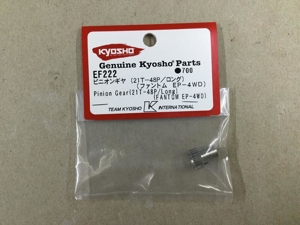 KYOSHO
Genuine Kyosho Parts
EF222 ●700
ピニオンギヤ (21T-48P/ロング)
(ファントム EP-4WD)
Pinion Gear(21T-48P/Long)
(FANTOM EP-4WD)
TEAM KYOSHO K INTERNATIONAL